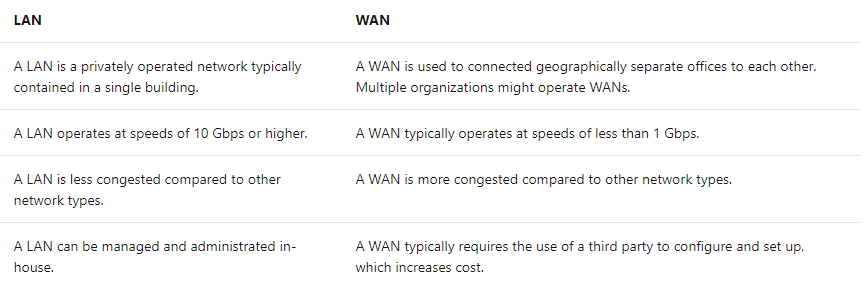 LAN
WAN
A LAN is a privately operated network typically
contained in a single building.
A WAN is used to connected geographically separate offices to each other.
Multiple organizations might operate WANs.
A LAN operates at speeds of 10 Gbps or higher.
A WAN typically operates at speeds of less than 1 Gbps.
A LAN is less congested compared to other
network types.
A WAN is more congested compared to other network types.
A LAN can be managed and administrated in-
house.
A WAN typically requires the use of a third party to configure and set up,
which increases cost.